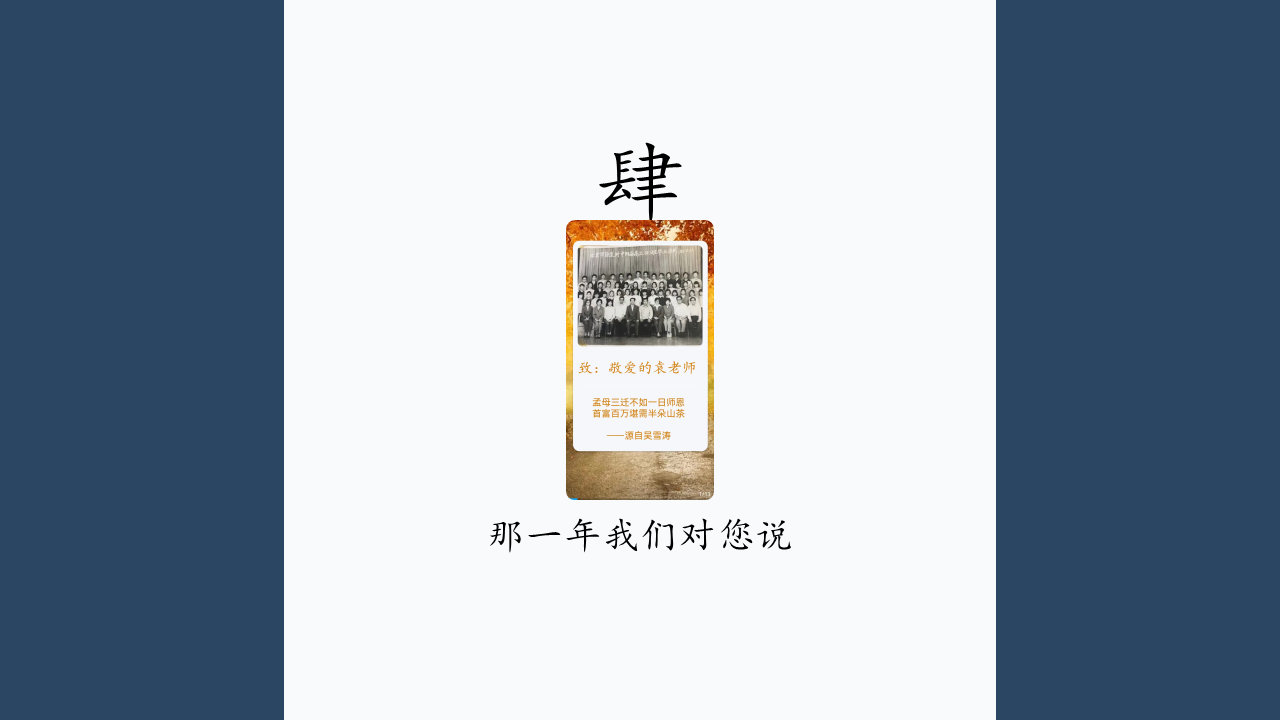 肆
致：敬爱的袁老师
孟母三迁不如一日师恩
首富百万堪需半朵山茶
——源自吴雪涛
那一年我们对您说